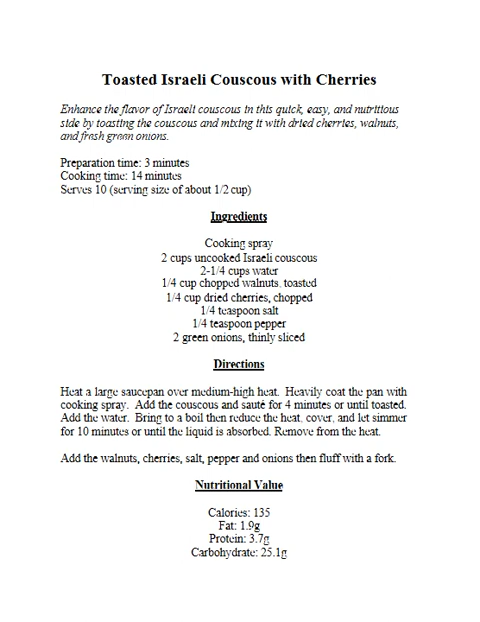 Toasted Israeli Couscous with Cherries
Enhance the flavor of Israeli couscous in this quick, easy, and nutritious
side by toasting the couscous and mixing it with dried cherries, walnuts,
and fresh green onions.
Preparation time: 3 minutes
Cooking time: 14 minutes
Serves 10 (serving size of about 1/2 cup)
Ingredients
Cooking spray
2 cups uncooked Israeli couscous
2-1/4 cups water
1/4 cup chopped walnuts, toasted
1/4 cup dried cherries, chopped
1/4 teaspoon salt
1/4 teaspoon pepper
2 green onions, thinly sliced
Directions
Heat a large saucepan over medium-high heat. Heavily coat the pan with
cooking spray. Add the couscous and sauté for 4 minutes or until toasted.
Add the water. Bring to a boil then reduce the heat, cover, and let simmer
for 10 minutes or until the liquid is absorbed. Remove from the heat.
Add the walnuts, cherries, salt, pepper and onions then fluff with a fork.
Nutritional Value
Calories: 135
Fat: 1.9g
Protein: 3.7g
Carbohydrate: 25.1g